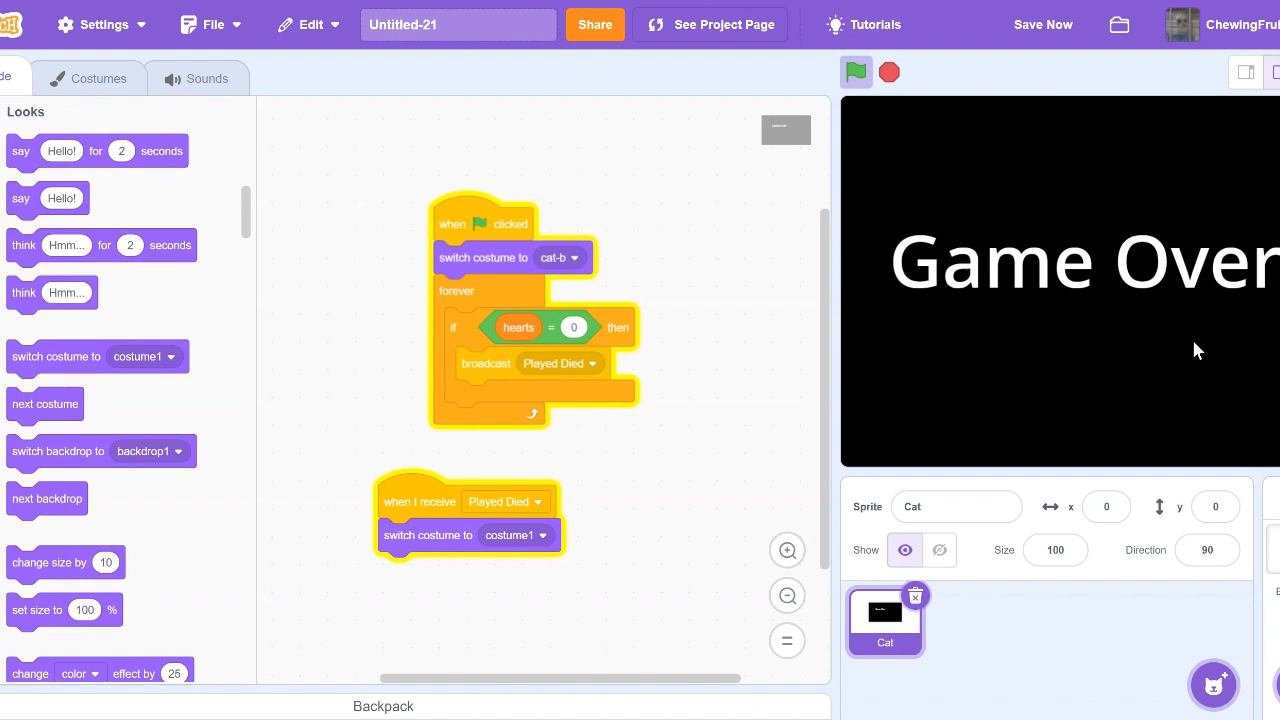 CH
Settings
File
Edit
Untitled-21
Share
See Project Page
Tutorials
Save Now
ChewingFrui
de
Costumes
Sounds
Looks
say Hello! for 2 seconds
say Hello!
think Hmm... for 2 seconds
think Hmm...
switch costume to costume1
next costume
switch backdrop to backdrop1
next backdrop
change size by 10
set size to 100 %
change color effect by 25
when clicked
switch costume to cat-b
forever
if hearts = 0 then
broadcast Played Died
when I receive Played Died
switch costume to costume1
Backpack
Game Over
Sprite Cat x 0 y 0
Show Size 100 Direction 90
Cat